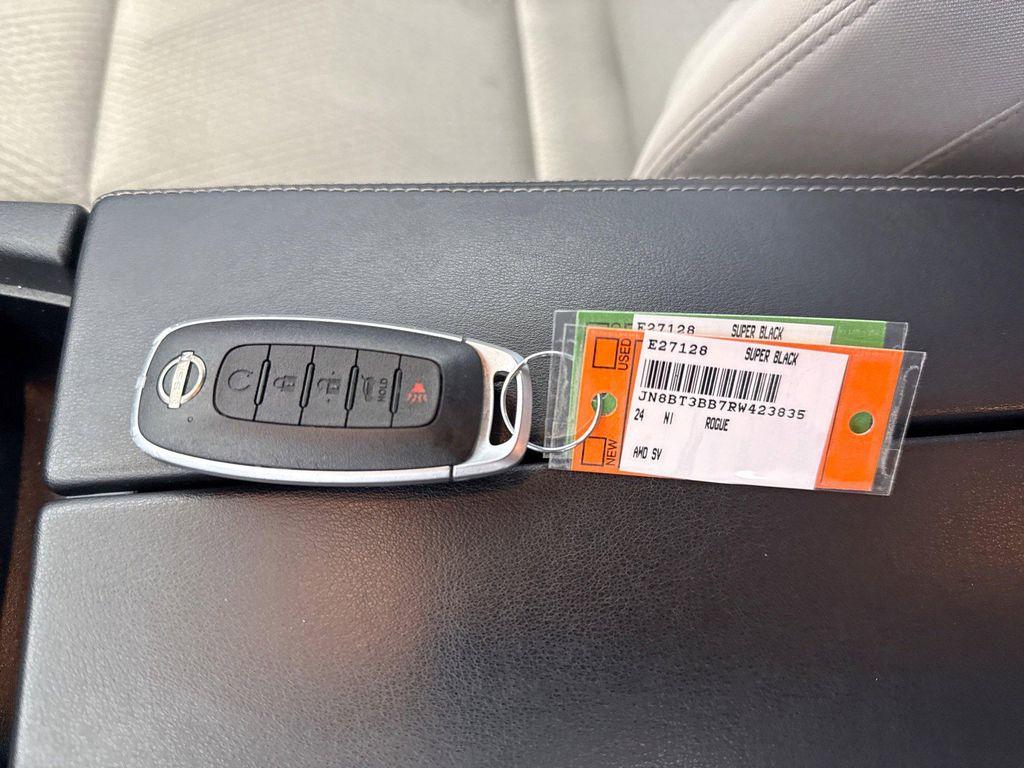 HOLD
E27128 SUPER BLACK
USED
NEW
E27128 SUPER BLACK
JN8BT3BB7RW423835
24 NI ROGUE
AWD SV